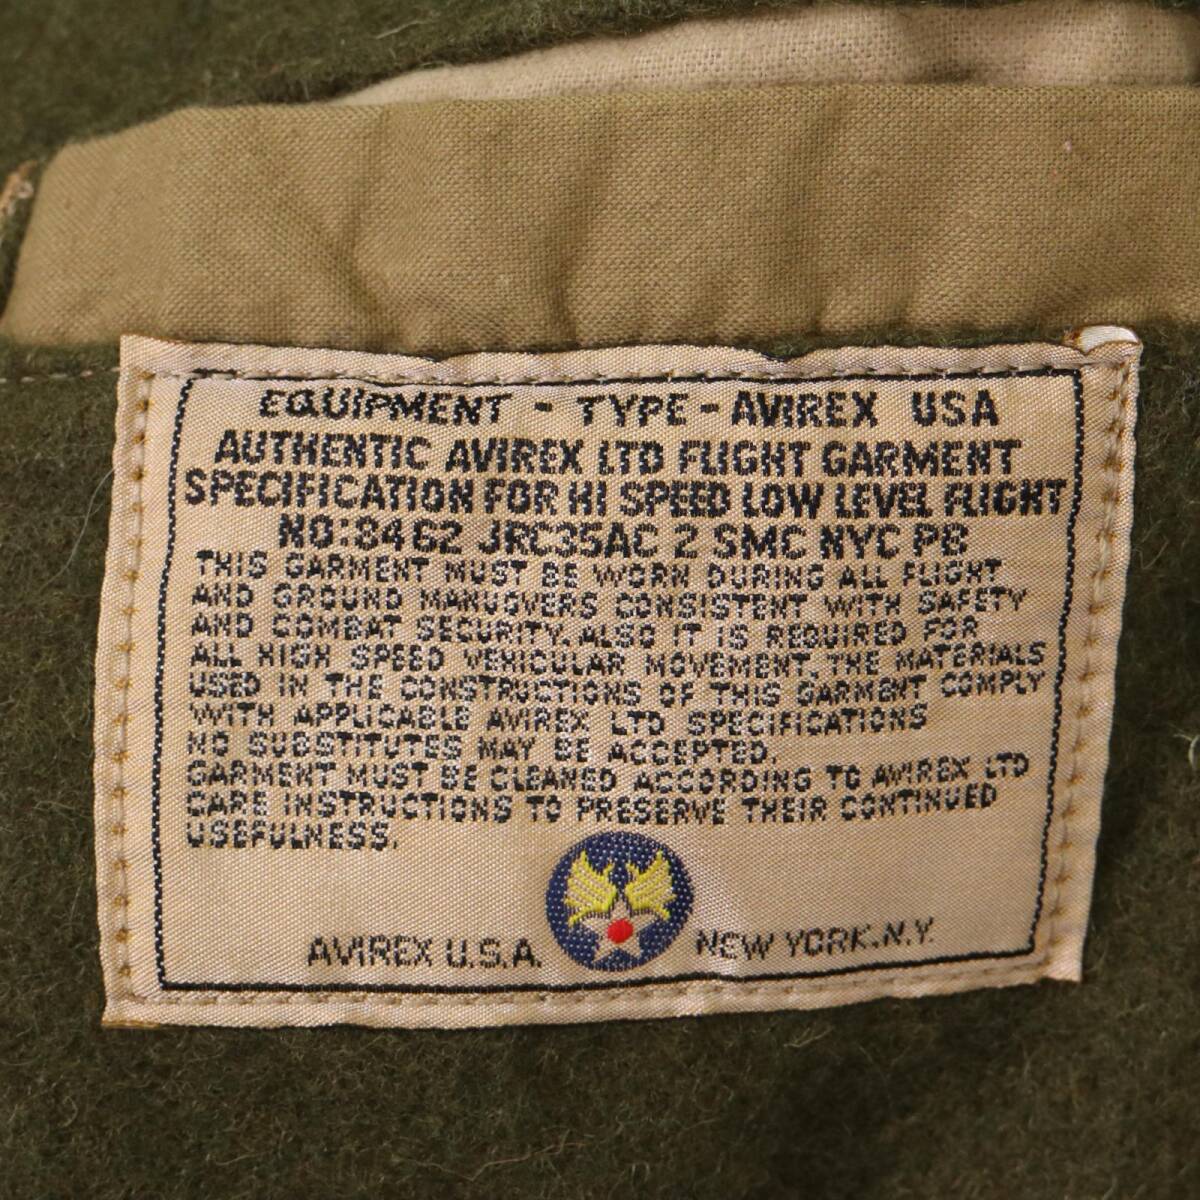 EQUIPMENT - TYPE - AVIREX USA
AUTHENTIC AVIREX LTD FLIGHT GARMENT
SPECIFICATION FOR HI SPEED LOW LEVEL FLIGHT
NO:8462 JRC35AC 2 SMC NYC PB
THIS GARMENT MUST BE WORN DURING ALL FLIGHT
AND GROUND MANUOVERS CONSISTENT WITH SAFETY
AND COMBAT SECURITY. ALSO IT IS REQUIRED FOR
ALL HIGH SPEED VEHICULAR MOVEMENT. THE MATERIALS
USED IN THE CONSTRUCTIONS OF THIS GARMENT COMPLY
WITH APPLICABLE AVIREX LTD SPECIFICATIONS
NO SUBSTITUTES MAY BE ACCEPTED.
GARMENT MUST BE CLEANED ACCORDING TO AVIREX LTD
CARE INSTRUCTIONS TO PRESERVE THEIR CONTINUED
USEFULNESS.
AVIREX U.S.A. NEW YORK.N.Y.